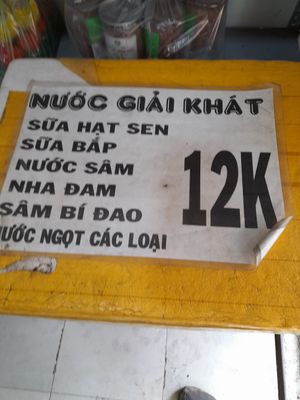 NƯỚC GIẢI KHÁT
SỮA HẠT SEN
SỮA BẮP
NƯỚC SÂM
NHA ĐAM
SÂM BÍ ĐAO
NƯỚC NGỌT CÁC LOẠI
12K